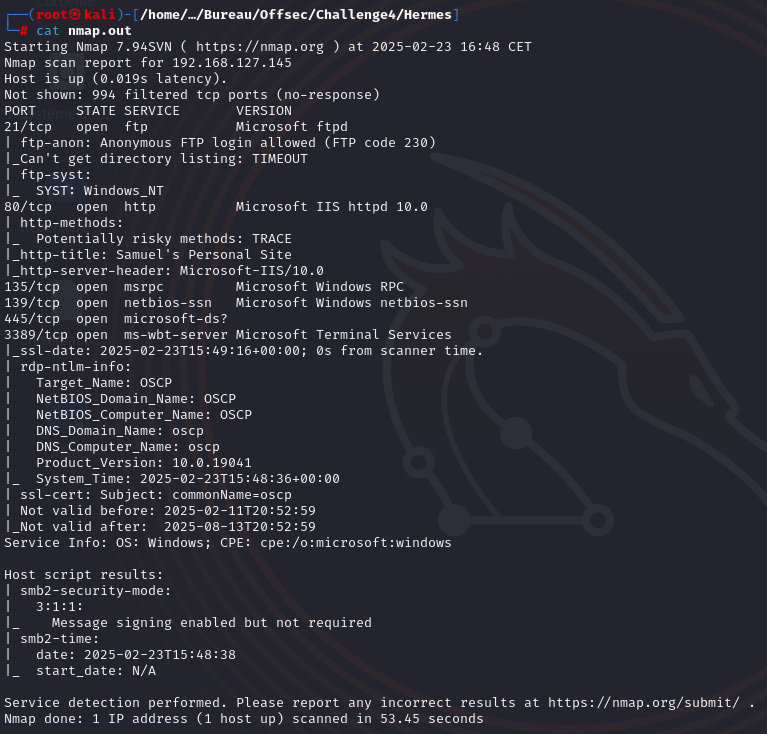 ┌──(root㉿kali)-[/home/…/Bureau/Offsec/Challenge4/Hermes]
└─# cat nmap.out
Starting Nmap 7.94SVN ( https://nmap.org ) at 2025-02-23 16:48 CET
Nmap scan report for 192.168.127.145
Host is up (0.019s latency).
Not shown: 994 filtered tcp ports (no-response)
PORT     STATE SERVICE       VERSION
21/tcp   open  ftp           Microsoft ftpd
| ftp-anon: Anonymous FTP login allowed (FTP code 230)
|_Can't get directory listing: TIMEOUT
| ftp-syst:
|_  SYST: Windows_NT
80/tcp   open  http          Microsoft IIS httpd 10.0
| http-methods:
|_  Potentially risky methods: TRACE
|_http-title: Samuel's Personal Site
|_http-server-header: Microsoft-IIS/10.0
135/tcp  open  msrpc         Microsoft Windows RPC
139/tcp  open  netbios-ssn   Microsoft Windows netbios-ssn
445/tcp  open  microsoft-ds?
3389/tcp open  ms-wbt-server Microsoft Terminal Services
|_ssl-date: 2025-02-23T15:49:16+00:00; 0s from scanner time.
| rdp-ntlm-info:
|   Target_Name: OSCP
|   NetBIOS_Domain_Name: OSCP
|   NetBIOS_Computer_Name: OSCP
|   DNS_Domain_Name: oscp
|   DNS_Computer_Name: oscp
|   Product_Version: 10.0.19041
|_  System_Time: 2025-02-23T15:48:36+00:00
| ssl-cert: Subject: commonName=oscp
| Not valid before: 2025-02-11T20:52:59
|_Not valid after:  2025-08-13T20:52:59
Service Info: OS: Windows; CPE: cpe:/o:microsoft:windows

Host script results:
| smb2-security-mode:
|   3:1:1:
|_    Message signing enabled but not required
| smb2-time:
|   date: 2025-02-23T15:48:38
|_  start_date: N/A

Service detection performed. Please report any incorrect results at https://nmap.org/submit/ .
Nmap done: 1 IP address (1 host up) scanned in 53.45 seconds